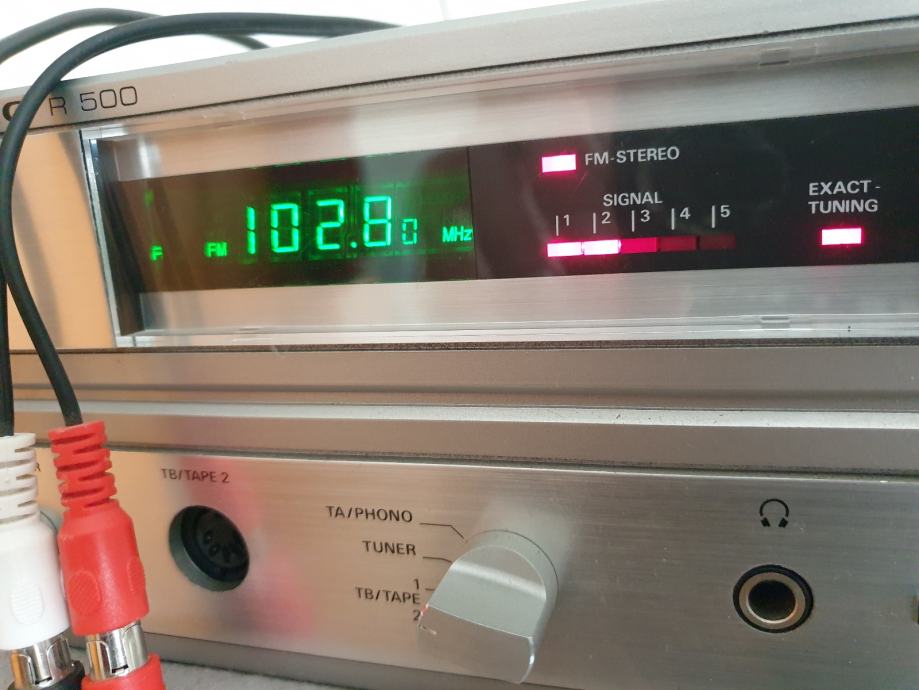 R 500
FM 102.80 MHz
FM-STEREO
SIGNAL
1 2 3 4 5
EXACT-
TUNING
TB/TAPE 2
TA/PHONO
TUNER
1
TB/TAPE
2